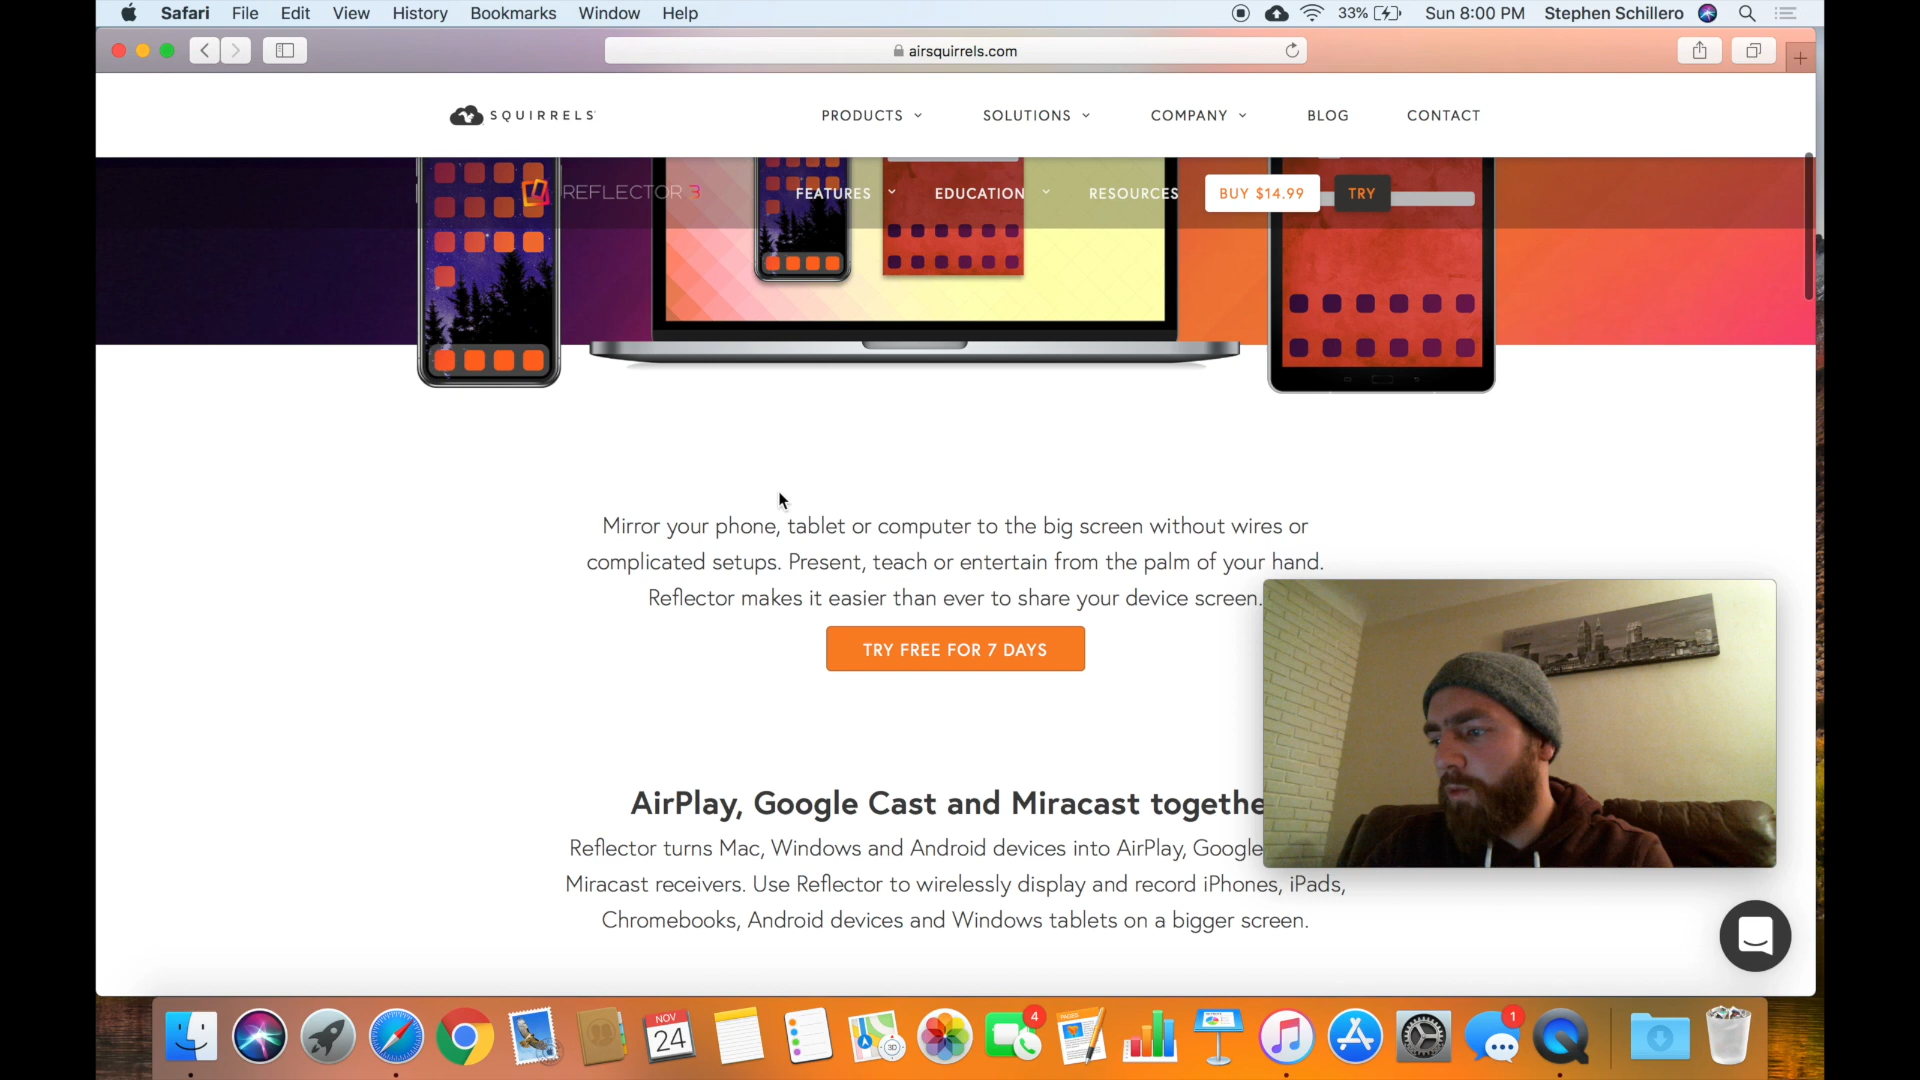 Safari File Edit View History Bookmarks Window Help 33% Sun 8:00 PM Stephen Schillero
airsquirrels.com
SQUIRRELS PRODUCTS SOLUTIONS COMPANY BLOG CONTACT
REFLECTOR 3 FEATURES EDUCATION RESOURCES BUY $14.99 TRY
Mirror your phone, tablet or computer to the big screen without wires or
complicated setups. Present, teach or entertain from the palm of your hand.
Reflector makes it easier than ever to share your device screen.
TRY FREE FOR 7 DAYS
AirPlay, Google Cast and Miracast togethe
Reflector turns Mac, Windows and Android devices into AirPlay, Google
Miracast receivers. Use Reflector to wirelessly display and record iPhones, iPads,
Chromebooks, Android devices and Windows tablets on a bigger screen.
NOV
24
3D
4
PAGES
1